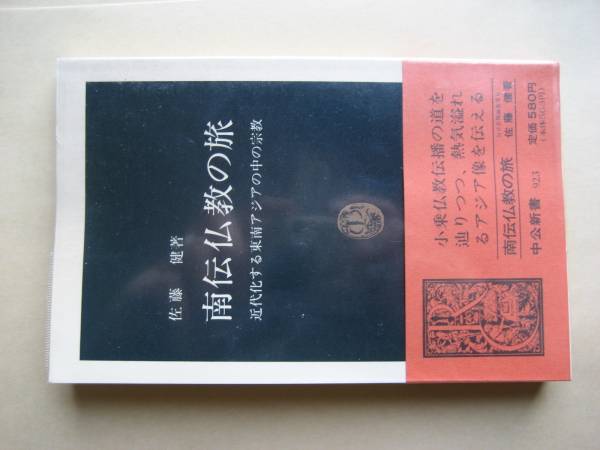 佐藤 健著
南伝仏教の旅
近代化する東南アジアの中の宗教
小乗仏教伝播の道を
辿りつつ、熱気溢れ
るアジア像を伝える
佐藤 健著
南伝仏教の旅
中公新書 923
定価580円